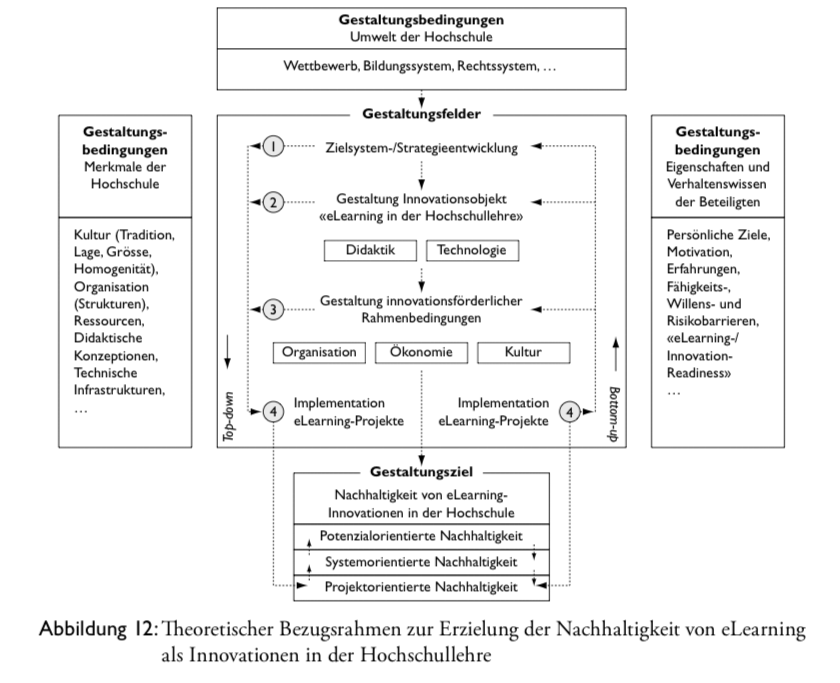 Gestaltungsbedingungen
Umwelt der Hochschule
Wettbewerb, Bildungssystem, Rechtssystem, …
Gestaltungs-
bedingungen
Merkmale der
Hochschule
Kultur (Tradition,
Lage, Grösse,
Homogenität),
Organisation
(Strukturen),
Ressourcen,
Didaktische
Konzeptionen,
Technische
Infrastrukturen,
…
Gestaltungsfelder
1 Zielsystem-/Strategieentwicklung
2 Gestaltung Innovationsobjekt
«eLearning in der Hochschullehre»
Didaktik Technologie
3 Gestaltung innovationsförderlicher
Rahmenbedingungen
Organisation Ökonomie Kultur
Top-down
4 Implementation
eLearning-Projekte
Implementation 4
eLearning-Projekte
Bottom-up
Gestaltungs-
bedingungen
Eigenschaften und
Verhaltenswissen
der Beteiligten
Persönliche Ziele,
Motivation,
Erfahrungen,
Fähigkeits-,
Willens- und
Risikobarrieren,
«eLearning-/
Innovation-
Readiness»
…
Gestaltungsziel
Nachhaltigkeit von eLearning-
Innovationen in der Hochschule
Potenzialorientierte Nachhaltigkeit
Systemorientierte Nachhaltigkeit
Projektorientierte Nachhaltigkeit
Abbildung 12: Theoretischer Bezugsrahmen zur Erzielung der Nachhaltigkeit von eLearning
als Innovationen in der Hochschullehre